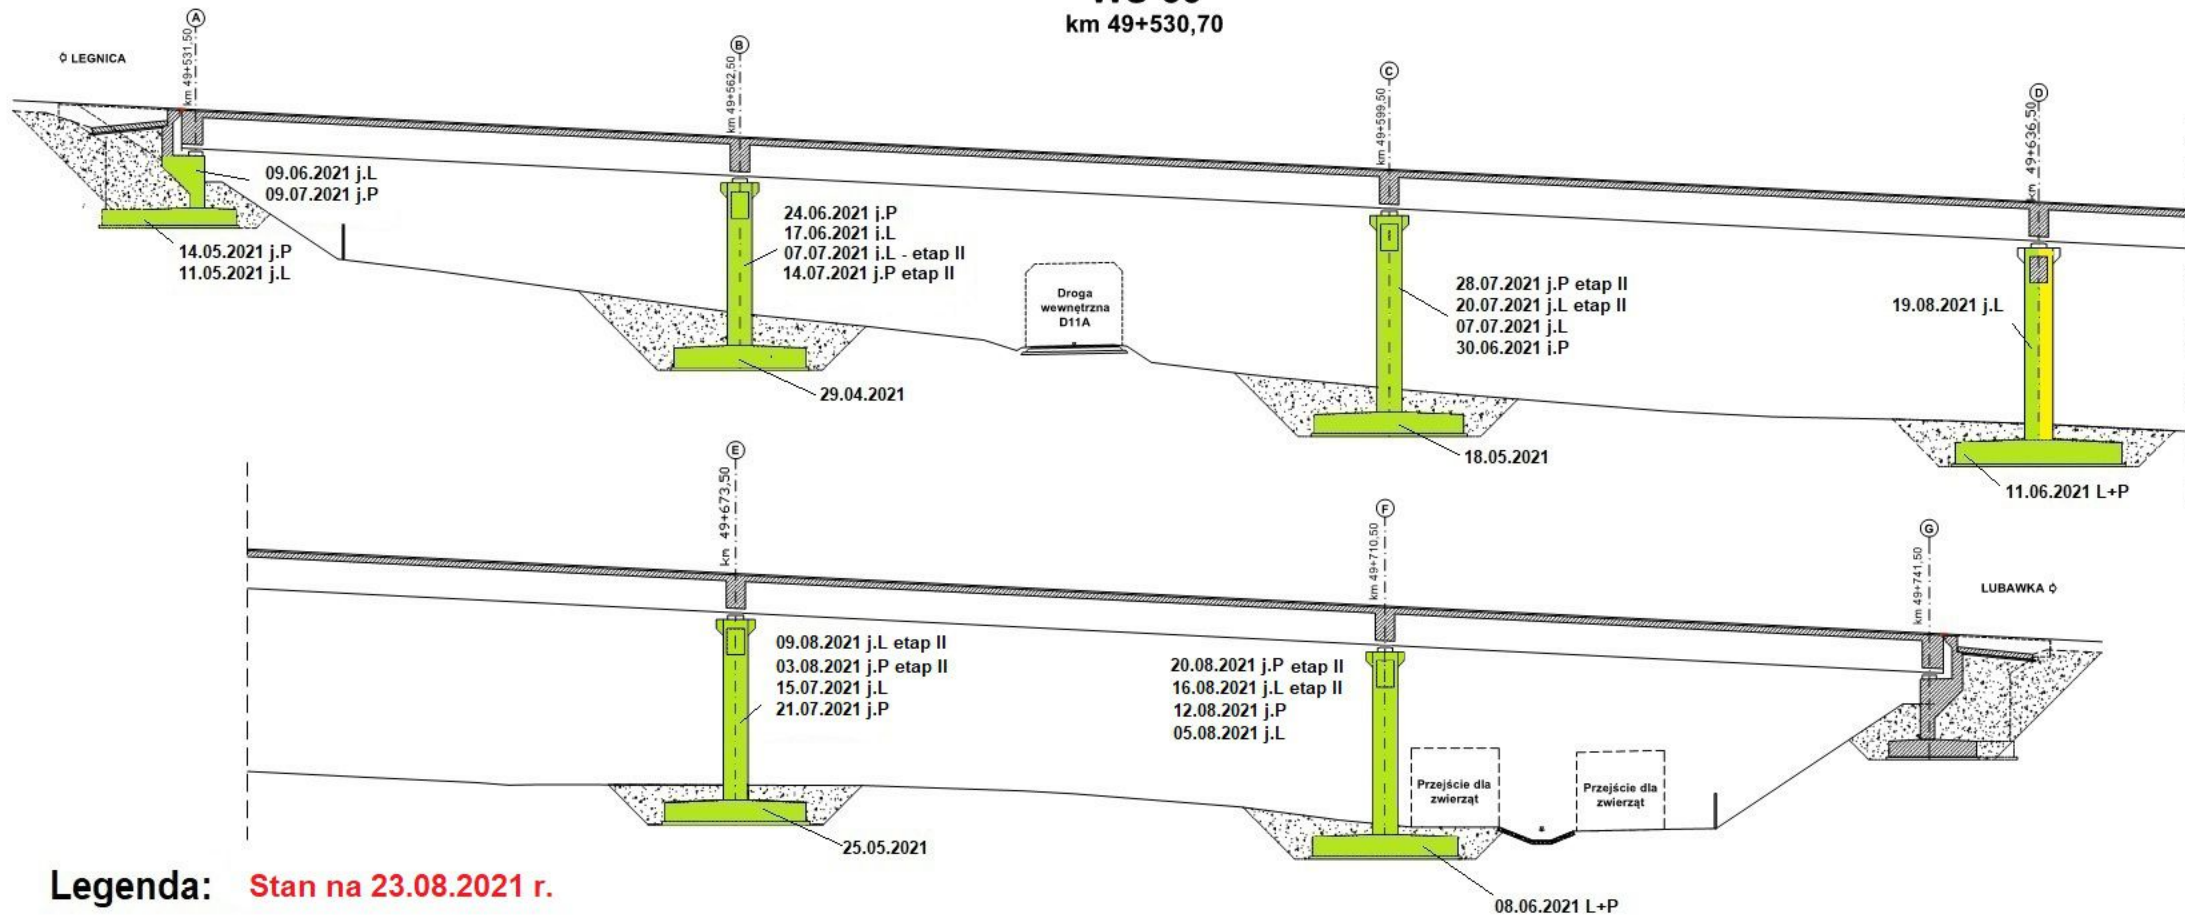 km 49+530,70
LEGNICA
A
km 49+531,50
B
km 49+562,50
C
km 49+599,50
D
km 49+636,50
09.06.2021 j.L
09.07.2021 j.P
14.05.2021 j.P
11.05.2021 j.L
24.06.2021 j.P
17.06.2021 j.L
07.07.2021 j.L - etap II
14.07.2021 j.P etap II
29.04.2021
Droga
wewnętrzna
D11A
28.07.2021 j.P etap II
20.07.2021 j.L etap II
07.07.2021 j.L
30.06.2021 j.P
18.05.2021
19.08.2021 j.L
11.06.2021 L+P
E
km 49+673,50
F
km 49+710,50
G
km 49+741,50
LUBAWKA
09.08.2021 j.L etap II
03.08.2021 j.P etap II
15.07.2021 j.L
21.07.2021 j.P
25.05.2021
20.08.2021 j.P etap II
16.08.2021 j.L etap II
12.08.2021 j.P
05.08.2021 j.L
Przejście dla
zwierząt
Przejście dla
zwierząt
08.06.2021 L+P
Legenda: Stan na 23.08.2021 r.